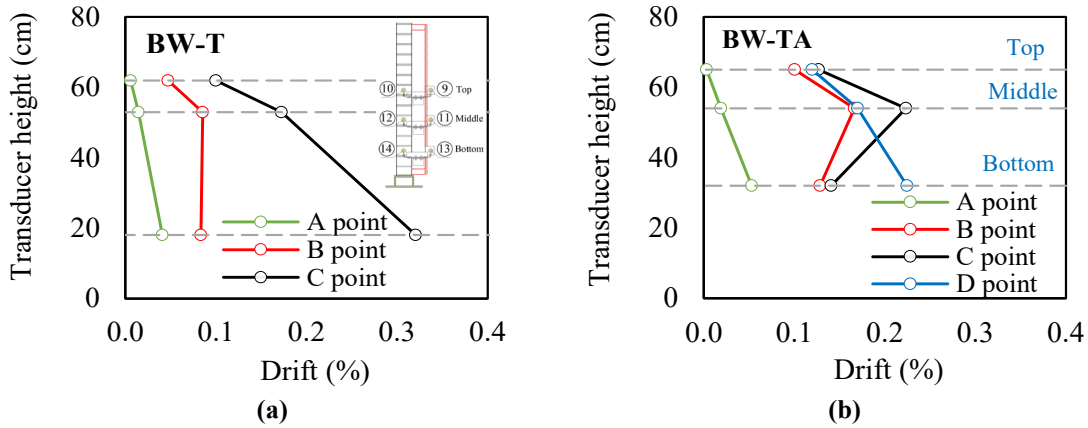 80
60
40
20
0
Transducer height (cm)
BW-T
⑩ ⑨ Top
⑫ ⑪ Middle
⑭ ⑬ Bottom
A point
B point
C point
0.0 0.1 0.2 0.3 0.4
Drift (%)
(a)
80
60
40
20
0
Transducer height (cm)
BW-TA
Top
Middle
Bottom
A point
B point
C point
D point
0.0 0.1 0.2 0.3 0.4
Drift (%)
(b)